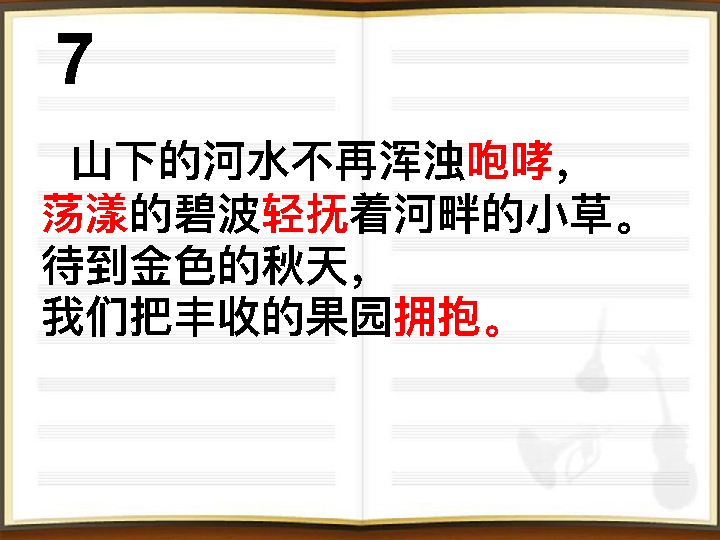 7
山下的河水不再浑浊咆哮，
荡漾的碧波轻抚着河畔的小草。
待到金色的秋天，
我们把丰收的果园拥抱。